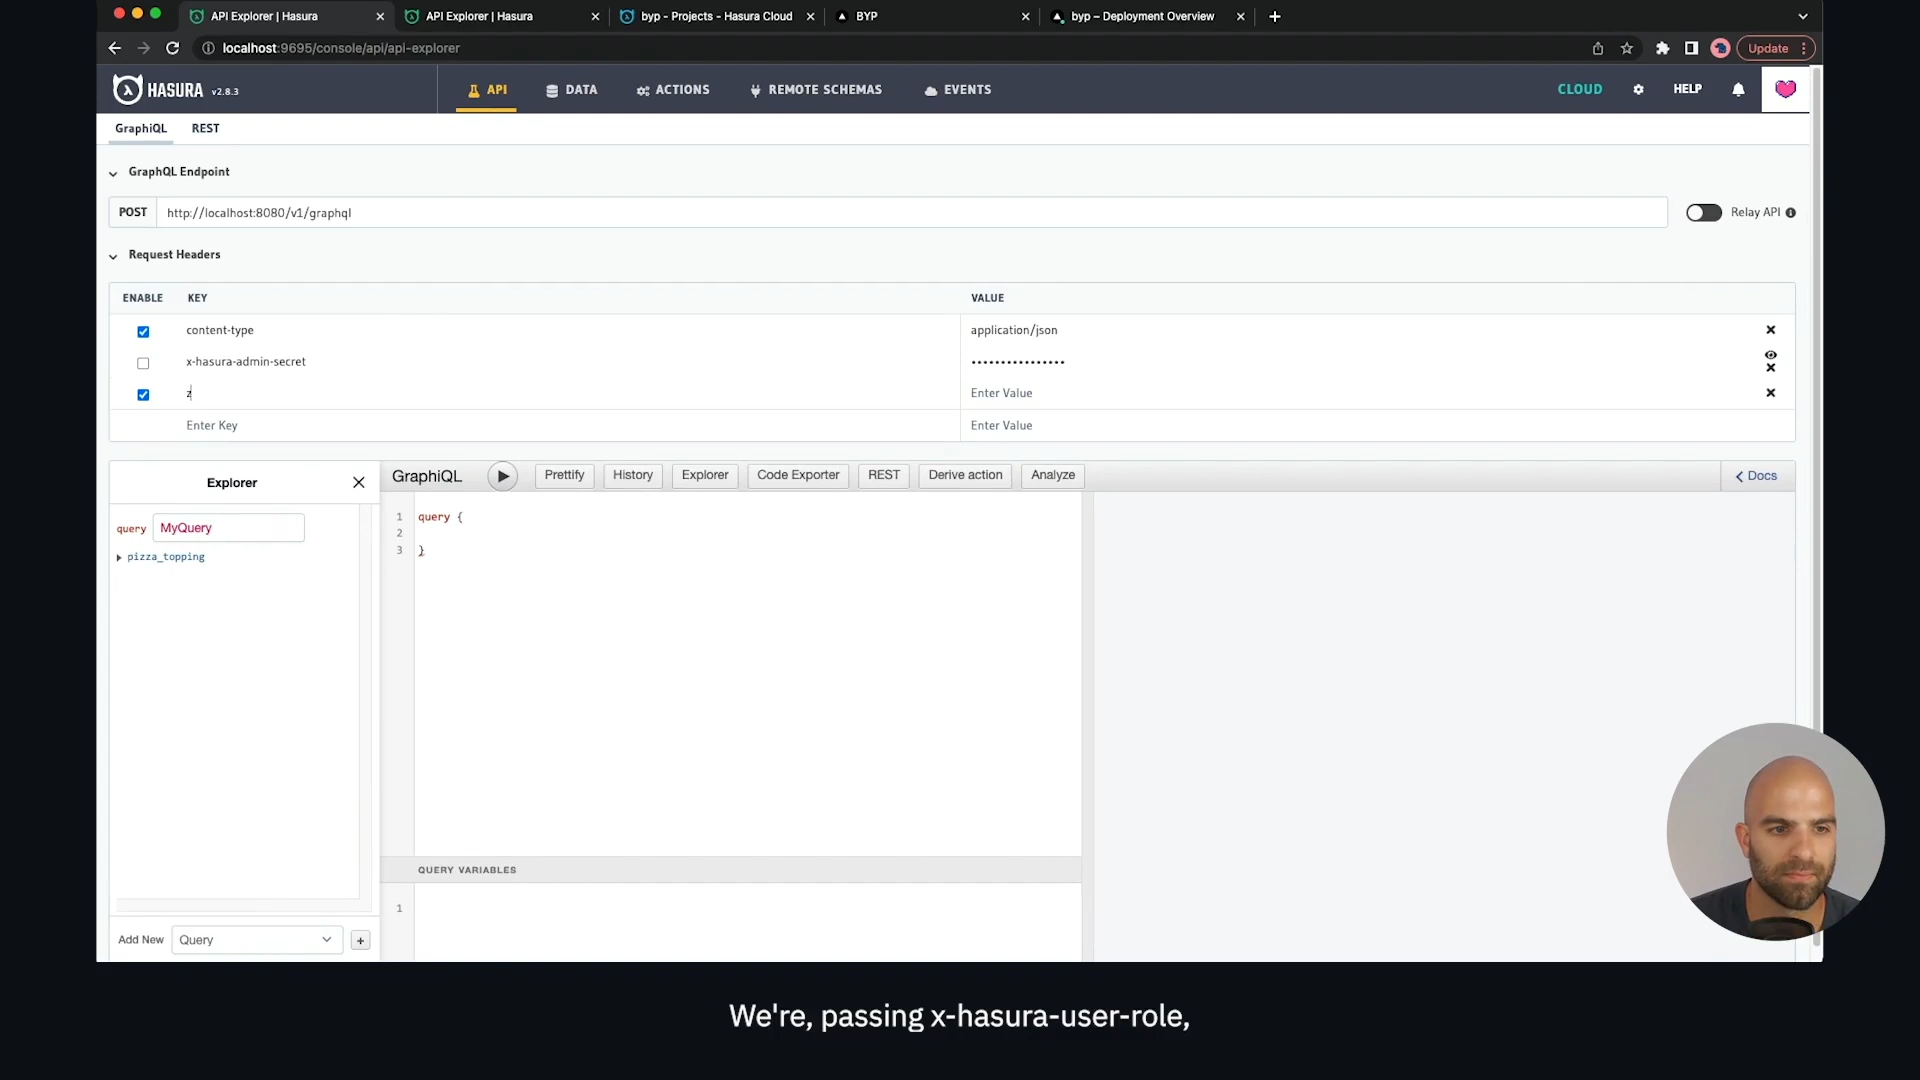 API Explorer | Hasura
API Explorer | Hasura
byp - Projects - Hasura Cloud
BYP
byp – Deployment Overview
localhost:9695/console/api/api-explorer
Update
HASURA v2.8.3
API
DATA
ACTIONS
REMOTE SCHEMAS
EVENTS
CLOUD
HELP
GraphiQL
REST
GraphQL Endpoint
POST
http://localhost:8080/v1/graphql
Relay API
Request Headers
ENABLE KEY VALUE
content-type application/json
x-hasura-admin-secret ••••••••••••••••
z Enter Value
Enter Key Enter Value
Explorer
GraphiQL
Prettify
History
Explorer
Code Exporter
REST
Derive action
Analyze
Docs
query MyQuery
pizza_topping
1 query {
2
3 }
QUERY VARIABLES
1
Add New Query +
We're, passing x-hasura-user-role,